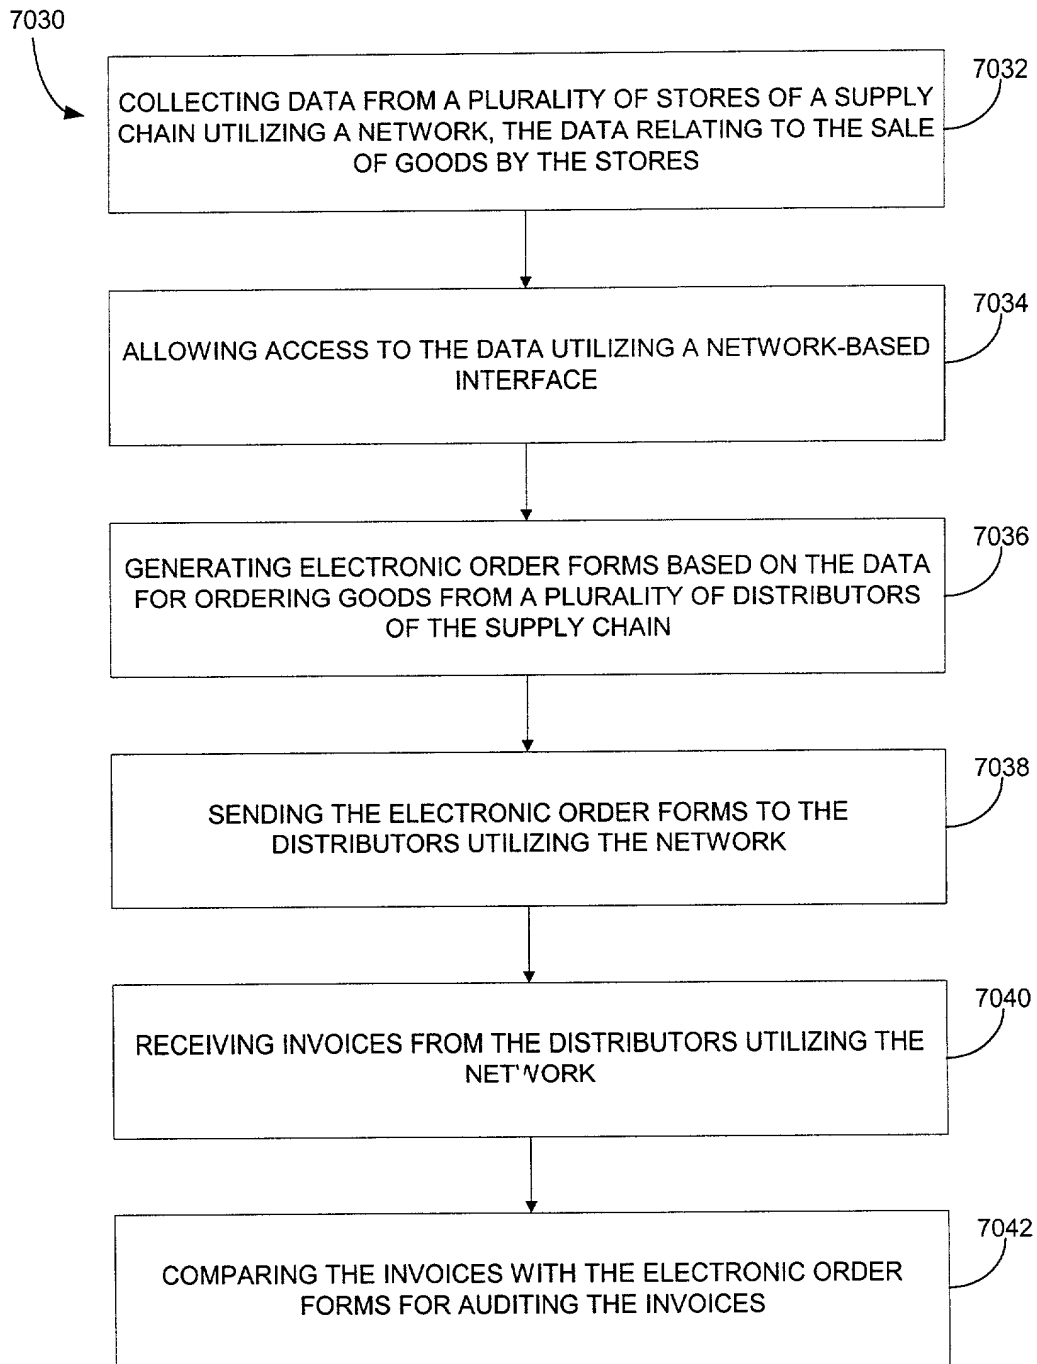 7030
7032
COLLECTING DATA FROM A PLURALITY OF STORES OF A SUPPLY
CHAIN UTILIZING A NETWORK, THE DATA RELATING TO THE SALE
OF GOODS BY THE STORES
7034
ALLOWING ACCESS TO THE DATA UTILIZING A NETWORK-BASED
INTERFACE
7036
GENERATING ELECTRONIC ORDER FORMS BASED ON THE DATA
FOR ORDERING GOODS FROM A PLURALITY OF DISTRIBUTORS
OF THE SUPPLY CHAIN
7038
SENDING THE ELECTRONIC ORDER FORMS TO THE
DISTRIBUTORS UTILIZING THE NETWORK
7040
RECEIVING INVOICES FROM THE DISTRIBUTORS UTILIZING THE
NETWORK
7042
COMPARING THE INVOICES WITH THE ELECTRONIC ORDER
FORMS FOR AUDITING THE INVOICES